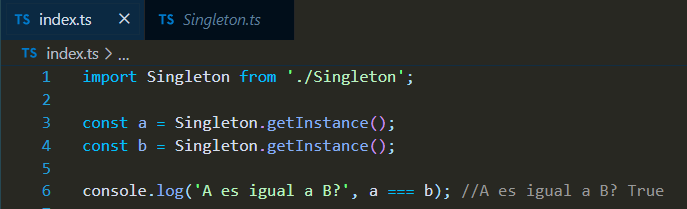 TS index.ts × TS Singleton.ts
TS index.ts > ...
1 import Singleton from './Singleton';
2
3 const a = Singleton.getInstance();
4 const b = Singleton.getInstance();
5
6 console.log('A es igual a B?', a === b); //A es igual a B? True